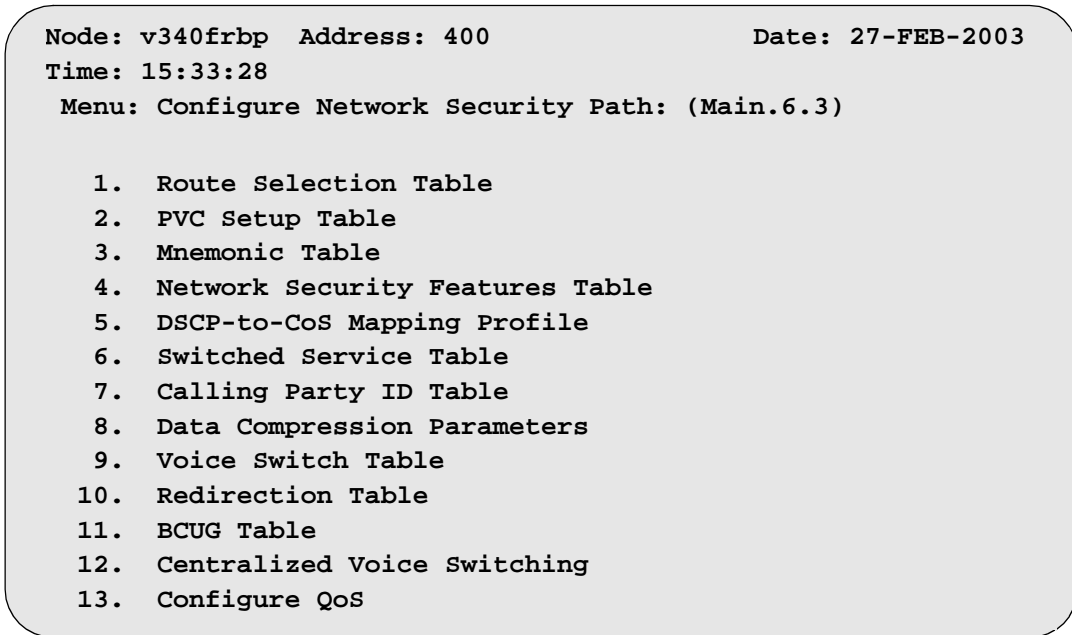 Node: v340frbp Address: 400 Date: 27-FEB-2003
Time: 15:33:28
Menu: Configure Network Security Path: (Main.6.3)
1. Route Selection Table
2. PVC Setup Table
3. Mnemonic Table
4. Network Security Features Table
5. DSCP-to-CoS Mapping Profile
6. Switched Service Table
7. Calling Party ID Table
8. Data Compression Parameters
9. Voice Switch Table
10. Redirection Table
11. BCUG Table
12. Centralized Voice Switching
13. Configure QoS